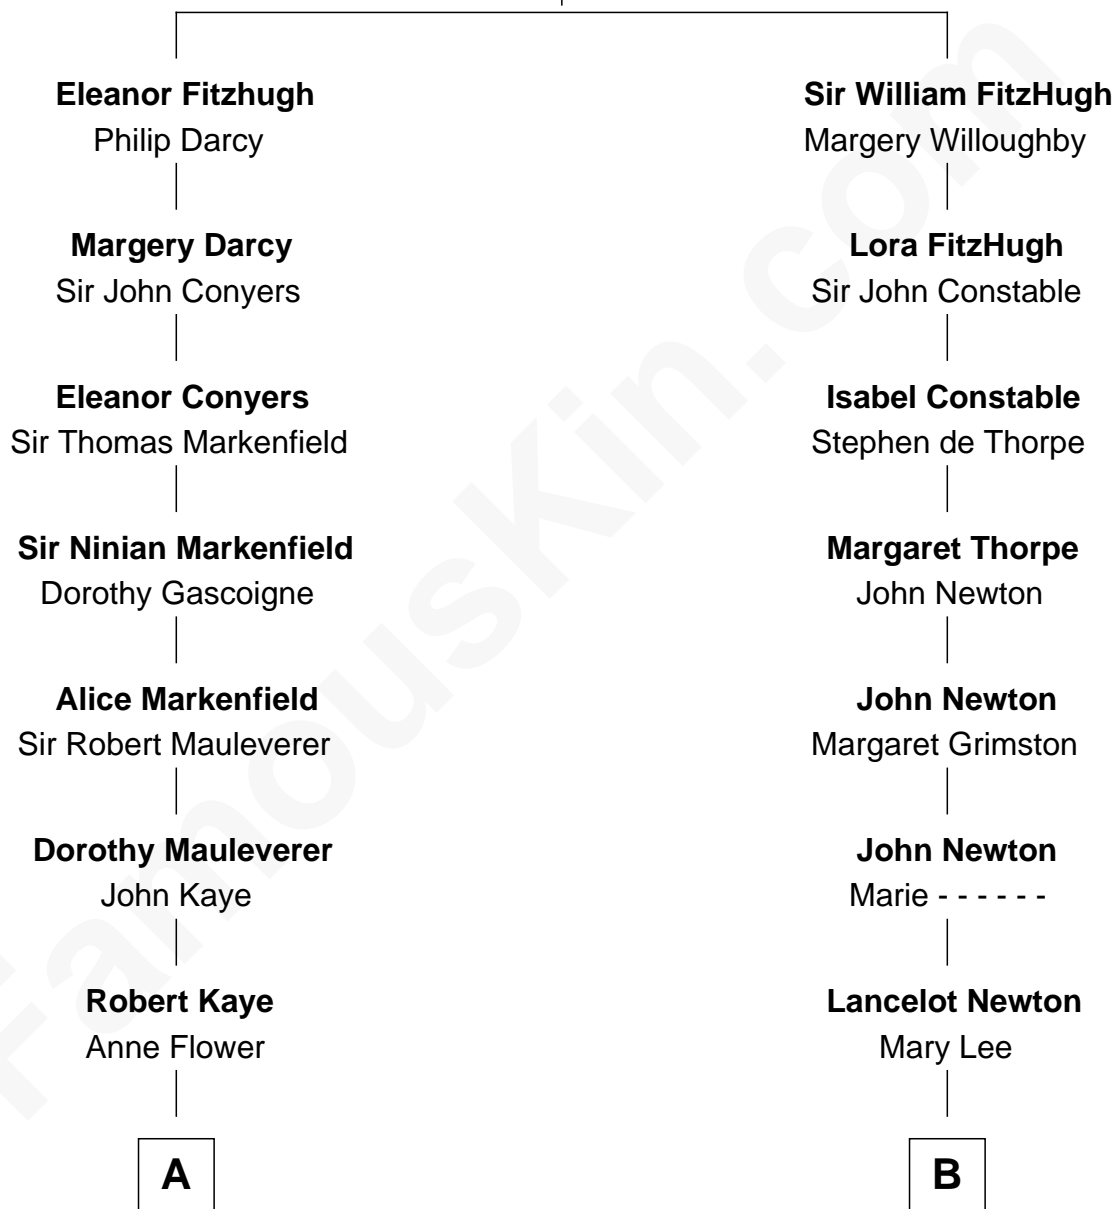 Eleanor Fitzhugh
Philip Darcy
Margery Darcy
Sir John Conyers
Eleanor Conyers
Sir Thomas Markenfield
Sir Ninian Markenfield
Dorothy Gascoigne
Alice Markenfield
Sir Robert Mauleverer
Dorothy Mauleverer
John Kaye
Robert Kaye
Anne Flower
A
Sir William FitzHugh
Margery Willoughby
Lora FitzHugh
Sir John Constable
Isabel Constable
Stephen de Thorpe
Margaret Thorpe
John Newton
John Newton
Margaret Grimston
John Newton
Marie - - - - - -
Lancelot Newton
Mary Lee
B
FamousKin.com